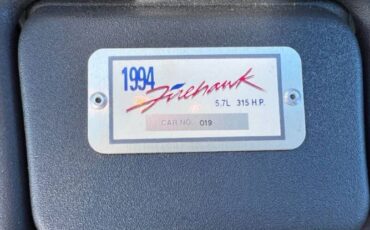 1994
Firehawk
5.7L 315 H.P.
CAR NO. 019